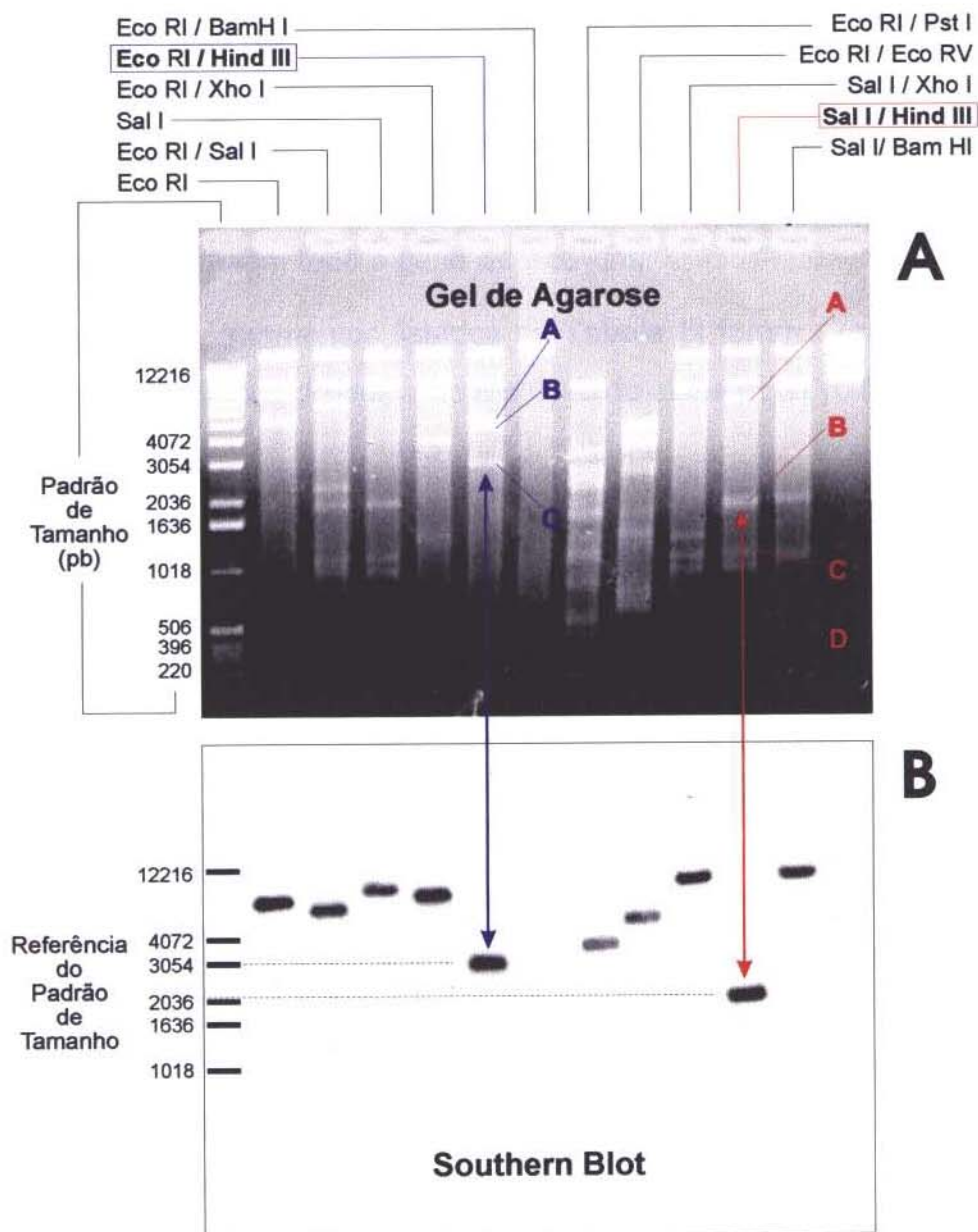 Eco RI / BamH I
Eco RI / Hind III
Eco RI / Xho I
Sal I
Eco RI / Sal I
Eco RI
Eco RI / Pst I
Eco RI / Eco RV
Sal I / Xho I
Sal I / Hind III
Sal I/ Bam HI
A
Gel de Agarose
A
B
C
A
B
C
D
12216
4072
3054
2036
1636
1018
506
396
220
Padrão
de
Tamanho
(pb)
B
12216
4072
3054
2036
1636
1018
Referência
do
Padrão
de
Tamanho
Southern Blot